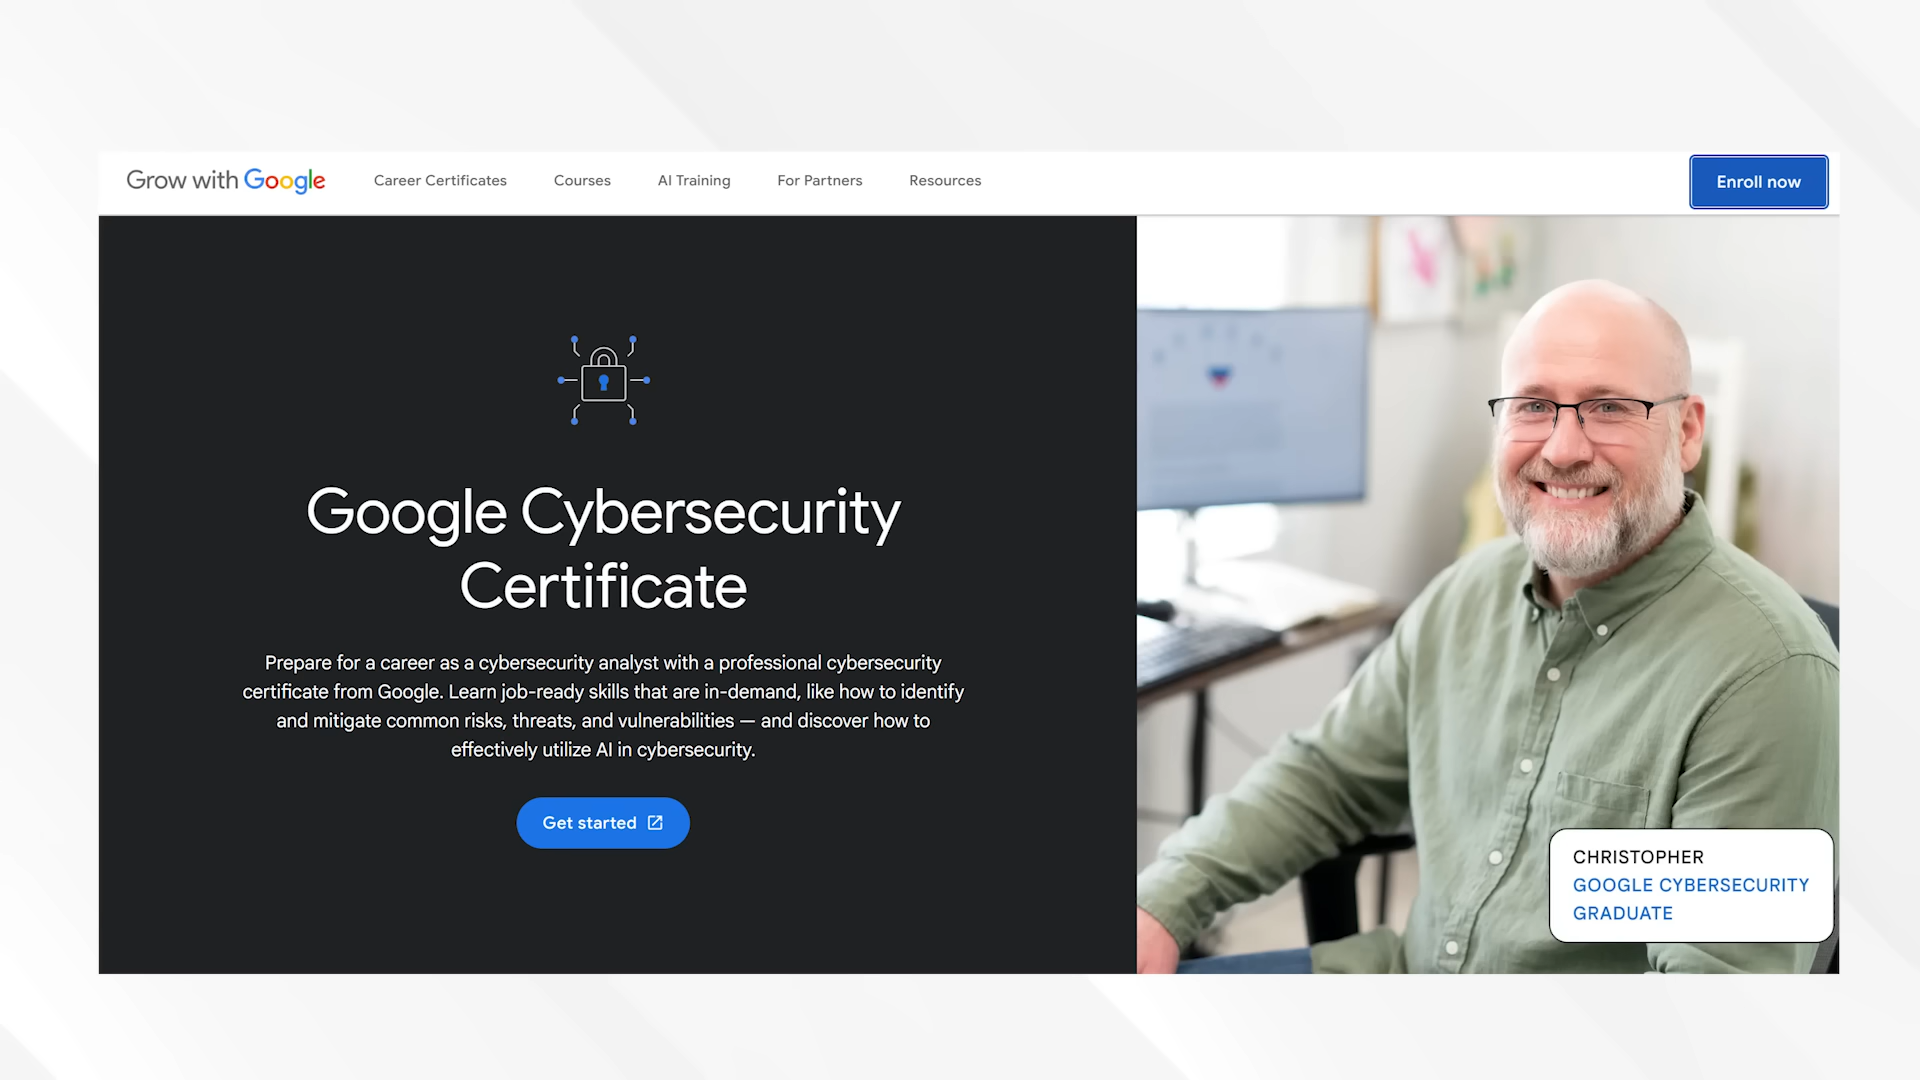 Grow with Google
Career Certificates
Courses
AI Training
For Partners
Resources
Enroll now
Google Cybersecurity
Certificate
Prepare for a career as a cybersecurity analyst with a professional cybersecurity
certificate from Google. Learn job-ready skills that are in-demand, like how to identify
and mitigate common risks, threats, and vulnerabilities — and discover how to
effectively utilize AI in cybersecurity.
Get started
CHRISTOPHER
GOOGLE CYBERSECURITY
GRADUATE